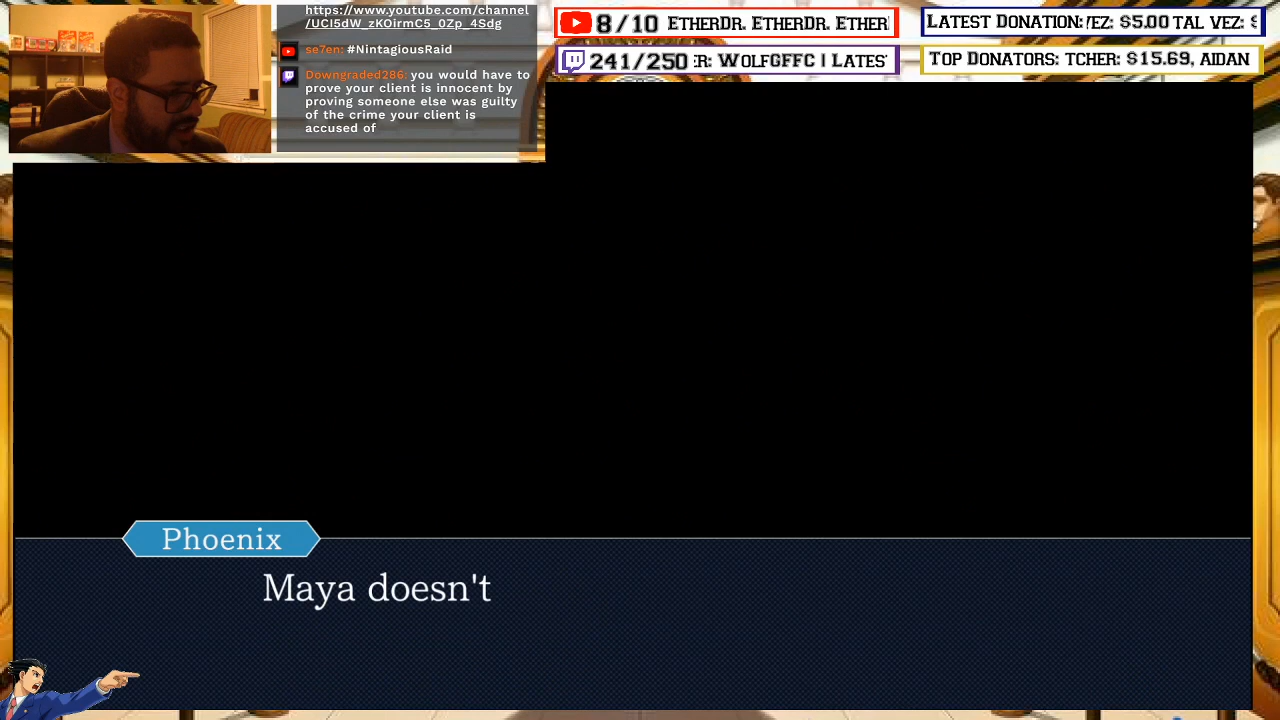 https://www.youtube.com/channel
/UCI5dW_zKOirmC5_0Zp_4Sdg
se7en: #NintagiousRaid
Downgraded286: you would have to
prove your client is innocent by
proving someone else was guilty
of the crime your client is
accused of
8/10 ETHERDR. ETHERDR. ETHER
241/250 :R: WOLFGFFC | LATES
LATEST DONATION: /EZ: $5.00 TAL VEZ: $
TOP DONATORS: TCHER: $15.69, AIDAN
Phoenix
Maya doesn't